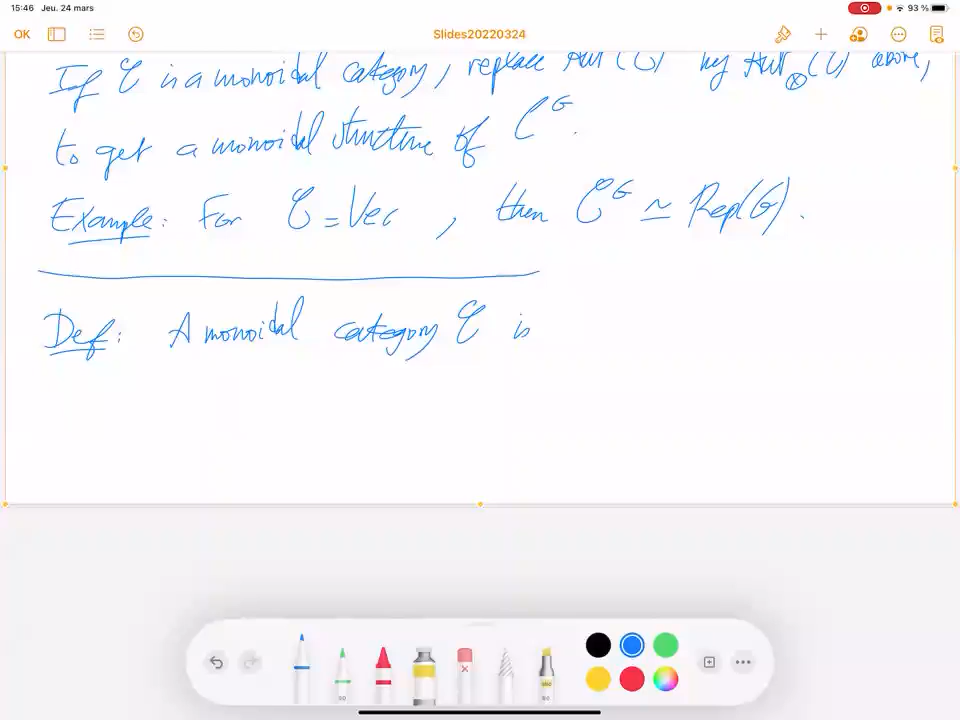 15:46 Jeu. 24 mars 93 %
OK Slides20220324
If C is a monoidal category, replace Aut(C) by Aut⊗(C) above,
to get a monoidal structure of C^G.
Example: For C = Vec, then C^G ≃ Rep(G).
Def: A monoidal category C is